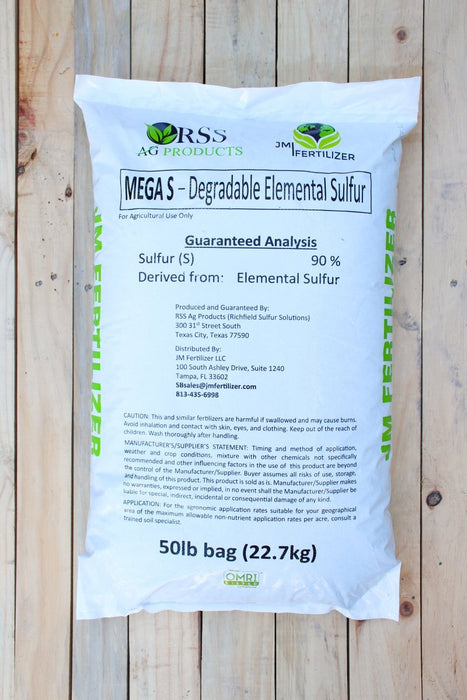 RSS
AG PRODUCTS
JM
FERTILIZER
MEGA S – Degradable Elemental Sulfur
For Agricultural Use Only
Guaranteed Analysis
Sulfur (S) 90 %
Derived from: Elemental Sulfur
Produced and Guaranteed By:
RSS Ag Products (Richfield Sulfur Solutions)
300 31st Street South
Texas City, Texas 77590
Distributed By:
JM Fertilizer LLC
100 South Ashley Drive, Suite 1240
Tampa, FL 33602
SBsales@jmfertilizer.com
813-435-6998
CAUTION: This and similar fertilizers are harmful if swallowed and may cause burns.
Avoid inhalation and contact with skin, eyes, and clothing. Keep out of the reach of
children. Wash thoroughly after handling.
MANUFACTURER'S/SUPPLIER'S STATEMENT: Timing and method of application,
weather and crop conditions, mixture with other chemicals not specifically
recommended and other influencing factors in the use of this product are beyond
the control of the Manufacturer/Supplier. Buyer assumes all risks of use, storage,
and handling of this product. This product is sold as is. Manufacturer/Supplier makes
no warranties, expressed or implied, in no event shall the Manufacturer/Supplier be
liable for special, indirect, incidental or consequential damage of any kind.
APPLICATION: For the agronomic application rates suitable for your geographical
area of the maximum allowable non-nutrient application rates per acre, consult a
trained soil specialist.
50lb bag (22.7kg)
OMRI
LISTED
JM FERTILIZER
JM FERTILIZER